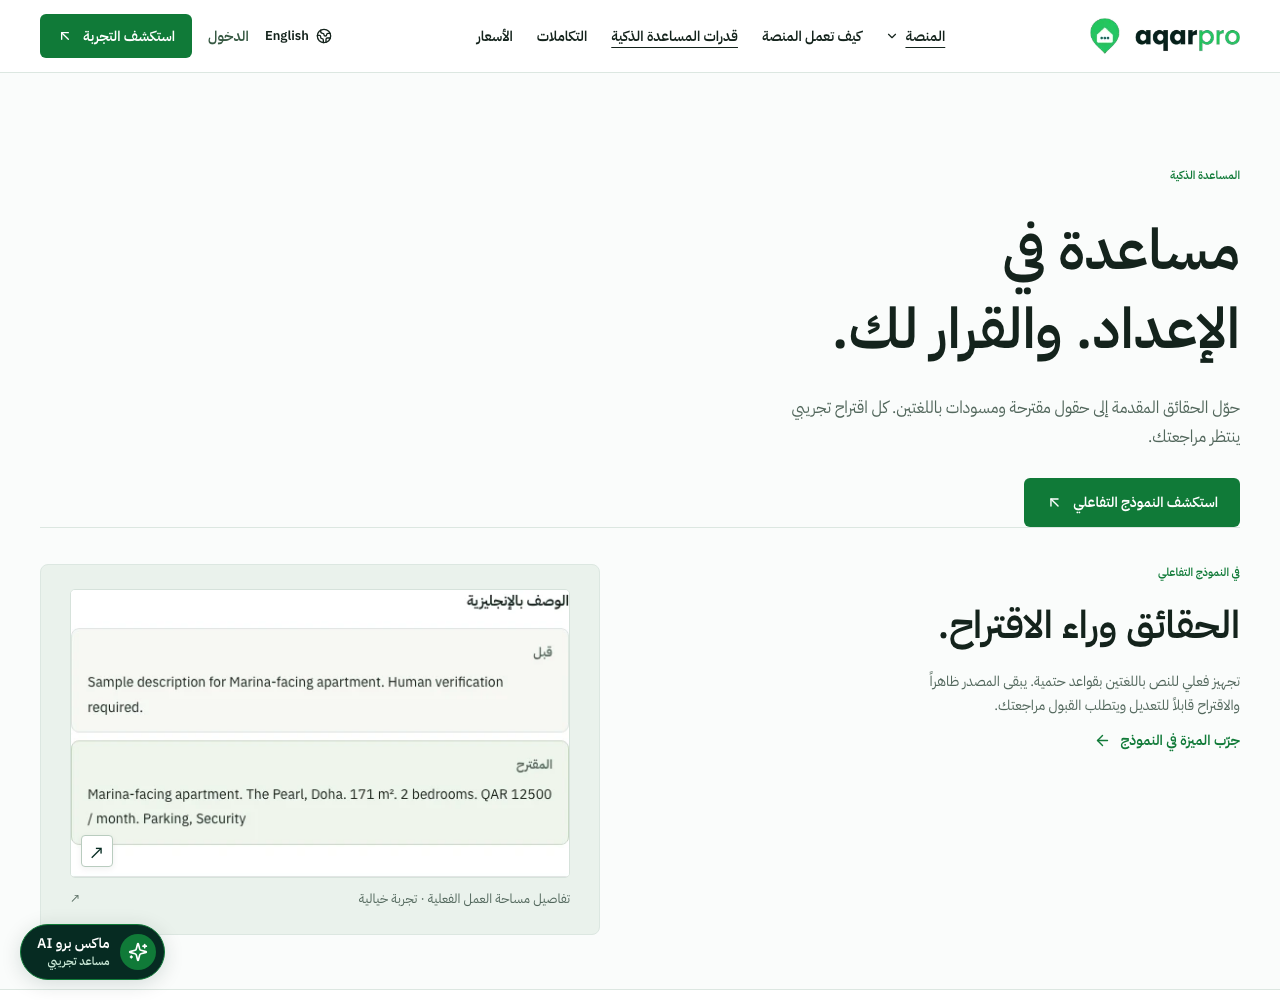 aqarpro
المنصة
كيف تعمل المنصة
قدرات المساعدة الذكية
التكاملات
الأسعار
English
الدخول
استكشف التجربة
المساعدة الذكية
مساعدة في
الإعداد. والقرار لك.
حوّل الحقائق المقدمة إلى حقول مقترحة ومسودات باللغتين. كل اقتراح تجريبي
ينتظر مراجعتك.
استكشف النموذج التفاعلي
في النموذج التفاعلي
الحقائق وراء الاقتراح.
تجهيز فعلي للنص باللغتين بقواعد حتمية. يبقى المصدر ظاهراً
والاقتراح قابلاً للتعديل ويتطلب القبول مراجعتك.
جرّب الميزة في النموذج
الوصف بالإنجليزية
قبل
Sample description for Marina-facing apartment. Human verification
required.
المقترح
Marina-facing apartment. The Pearl, Doha. 171 m². 2 bedrooms. QAR 12500
/ month. Parking, Security
تفاصيل مساحة العمل الفعلية · تجربة خيالية
ماكس برو AI
مساعد تجريبي